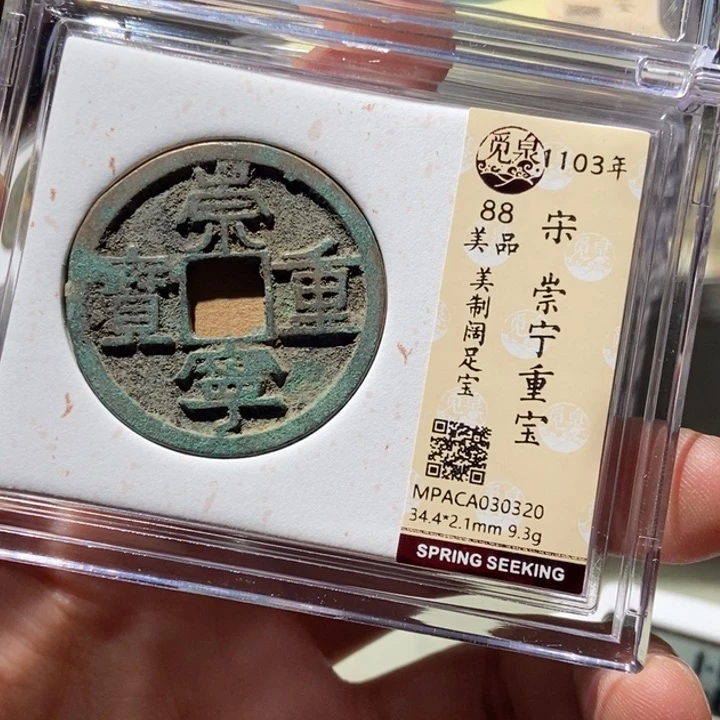 崇
重
寧
寶
觅泉
1103年
88
美品
美制阔足宝
宋 崇宁重宝
MPACA030320
34.4*2.1mm 9.3g
SPRING SEEKING